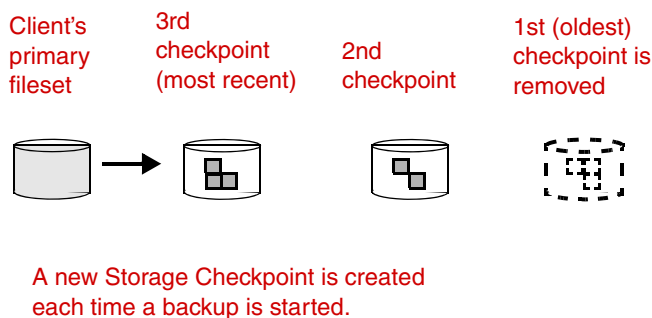 Client's
primary
fileset
3rd
checkpoint
(most recent)
2nd
checkpoint
1st (oldest)
checkpoint is
removed
A new Storage Checkpoint is created
each time a backup is started.